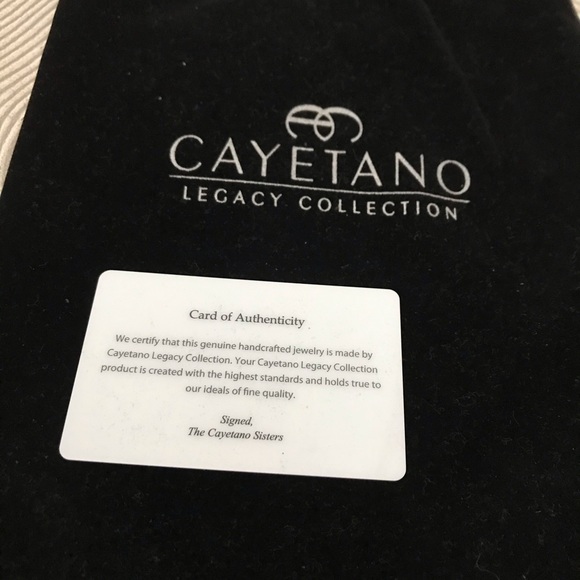 CAYETANO
LEGACY COLLECTION
Card of Authenticity
We certify that this genuine handcrafted jewelry is made by
Cayetano Legacy Collection. Your Cayetano Legacy Collection
product is created with the highest standards and holds true to
our ideals of fine quality.
Signed,
The Cayetano Sisters